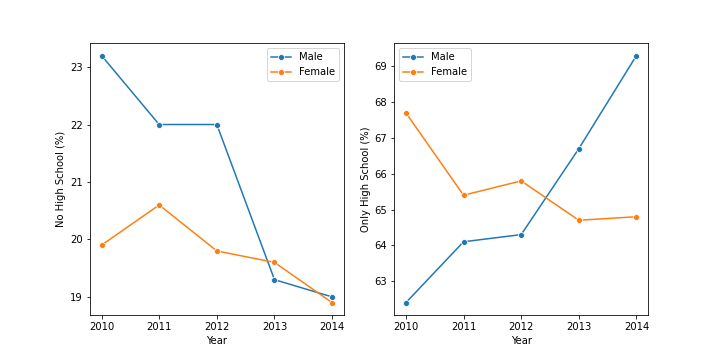 Male
Female
23
22
21
20
19
No High School (%)
2010 2011 2012 2013 2014
Year
Male
Female
69
68
67
66
65
64
63
Only High School (%)
2010 2011 2012 2013 2014
Year